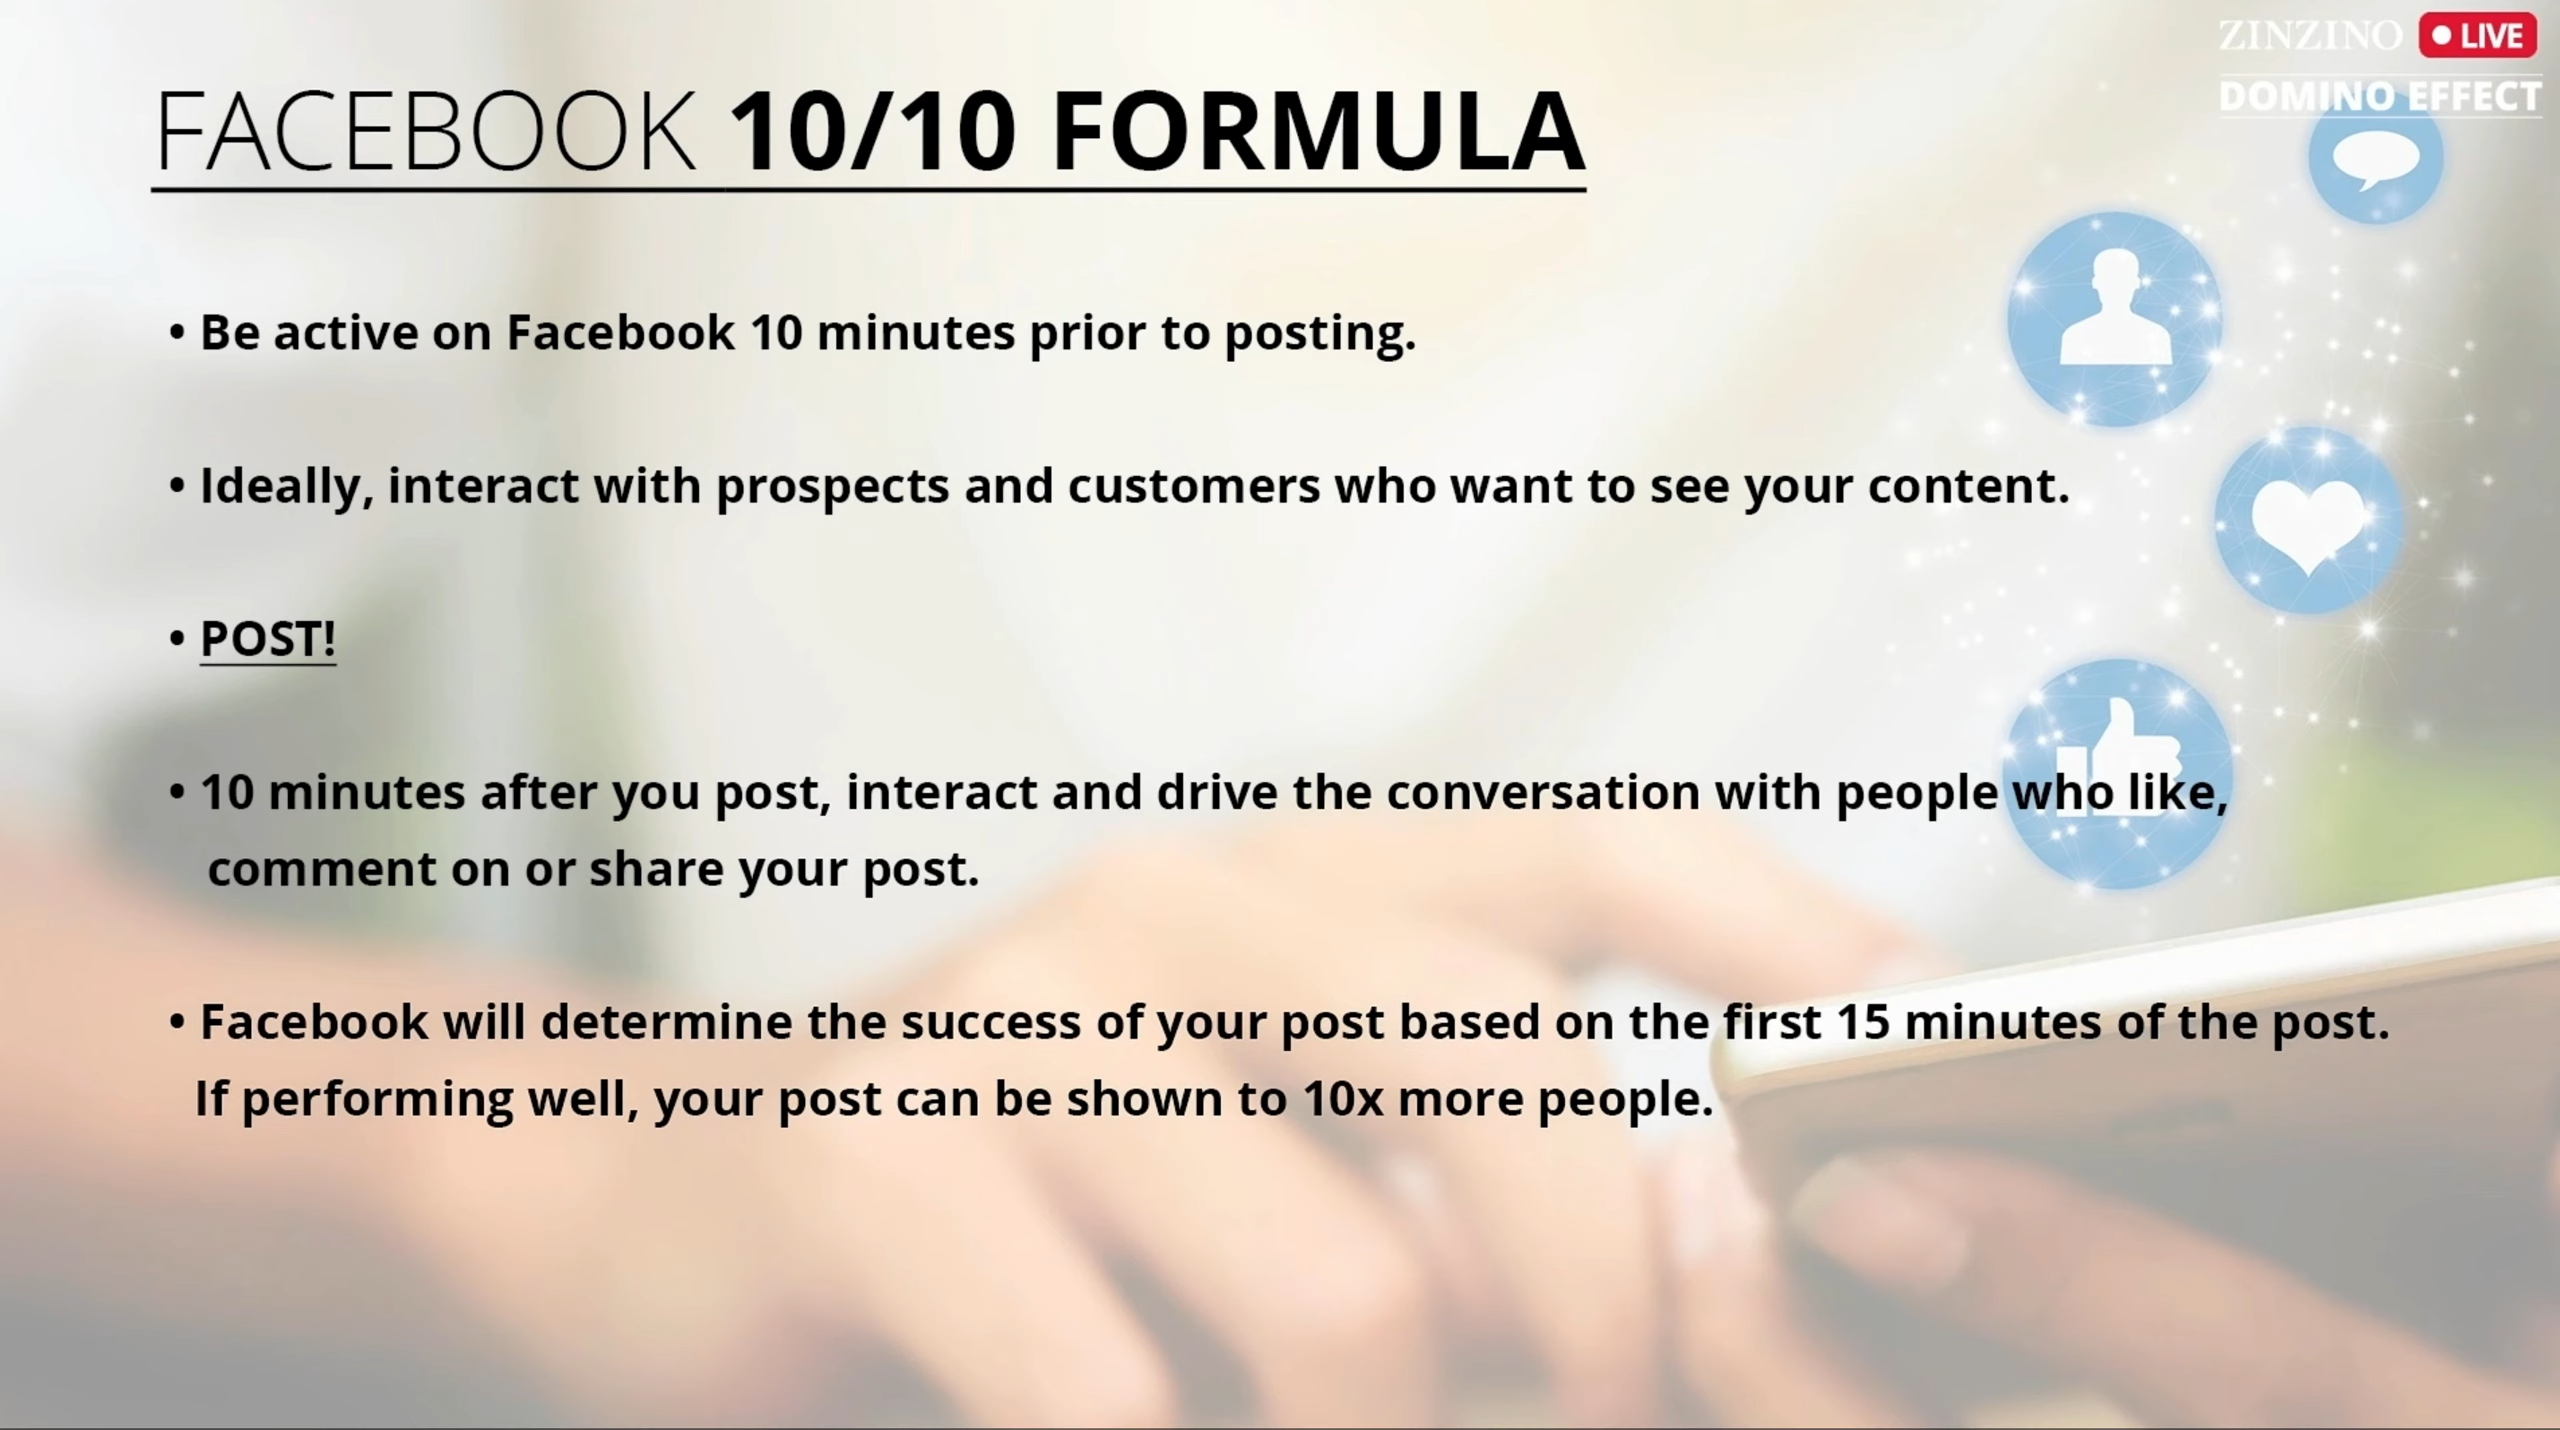 ZINZINO LIVE
DOMINO EFFECT
FACEBOOK 10/10 FORMULA
• Be active on Facebook 10 minutes prior to posting.
• Ideally, interact with prospects and customers who want to see your content.
• POST!
• 10 minutes after you post, interact and drive the conversation with people who like,
comment on or share your post.
• Facebook will determine the success of your post based on the first 15 minutes of the post.
If performing well, your post can be shown to 10x more people.